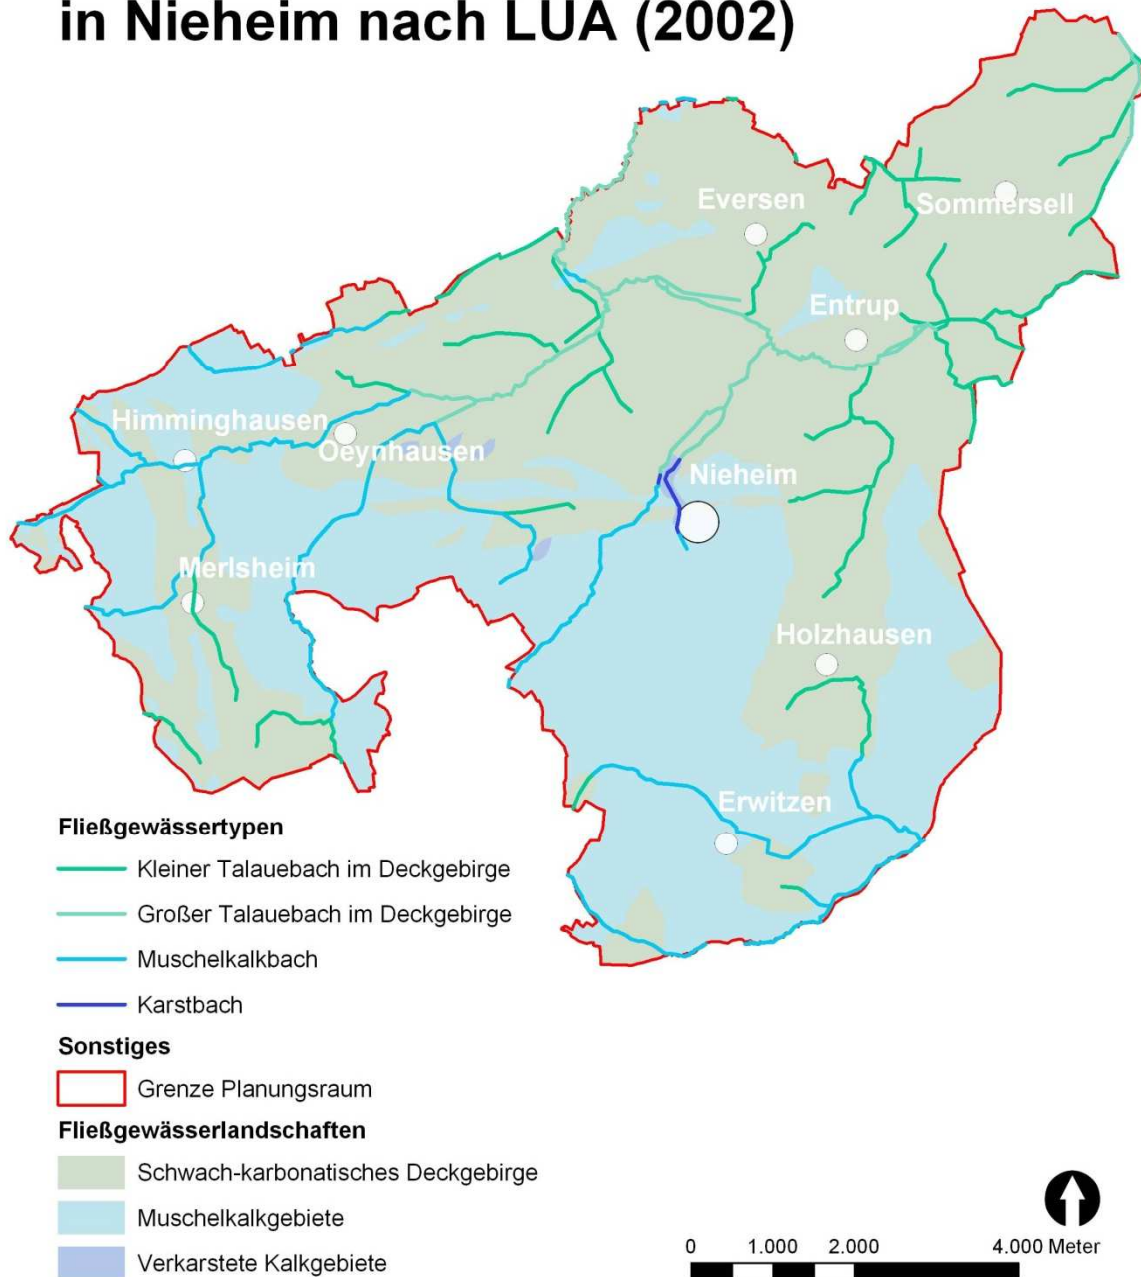 in Nieheim nach LUA (2002)
Eversen
Sommersell
Entrup
Himminghausen
Oeynhausen
Nieheim
Merlsheim
Holzhausen
Erwitzen
Fließgewässertypen
Kleiner Talauebach im Deckgebirge
Großer Talauebach im Deckgebirge
Muschelkalkbach
Karstbach
Sonstiges
Grenze Planungsraum
Fließgewässerlandschaften
Schwach-karbonatisches Deckgebirge
Muschelkalkgebiete
Verkarstete Kalkgebiete
0 1.000 2.000 4.000 Meter